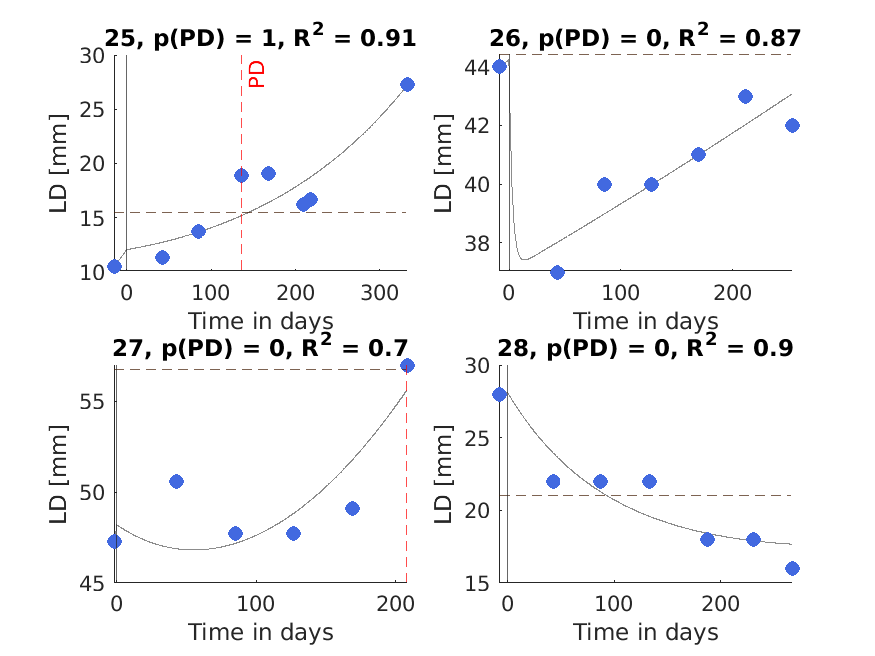 25, p(PD) = 1, R² = 0.91
30
25
20
15
10
LD [mm]
PD
0
100
200
300
Time in days
26, p(PD) = 0, R² = 0.87
44
42
40
38
LD [mm]
0
100
200
Time in days
27, p(PD) = 0, R² = 0.7
55
50
45
LD [mm]
0
100
200
Time in days
28, p(PD) = 0, R² = 0.9
30
25
20
15
LD [mm]
0
100
200
Time in days